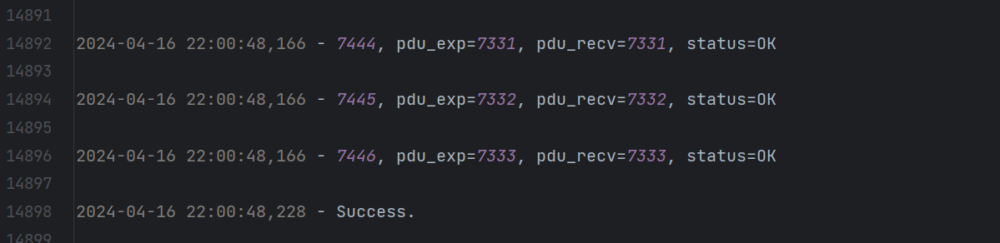 14891
14892 2024-04-16 22:00:48,166 - 7444, pdu_exp=7331, pdu_recv=7331, status=OK
14893
14894 2024-04-16 22:00:48,166 - 7445, pdu_exp=7332, pdu_recv=7332, status=OK
14895
14896 2024-04-16 22:00:48,166 - 7446, pdu_exp=7333, pdu_recv=7333, status=OK
14897
14898 2024-04-16 22:00:48,228 - Success.
14899